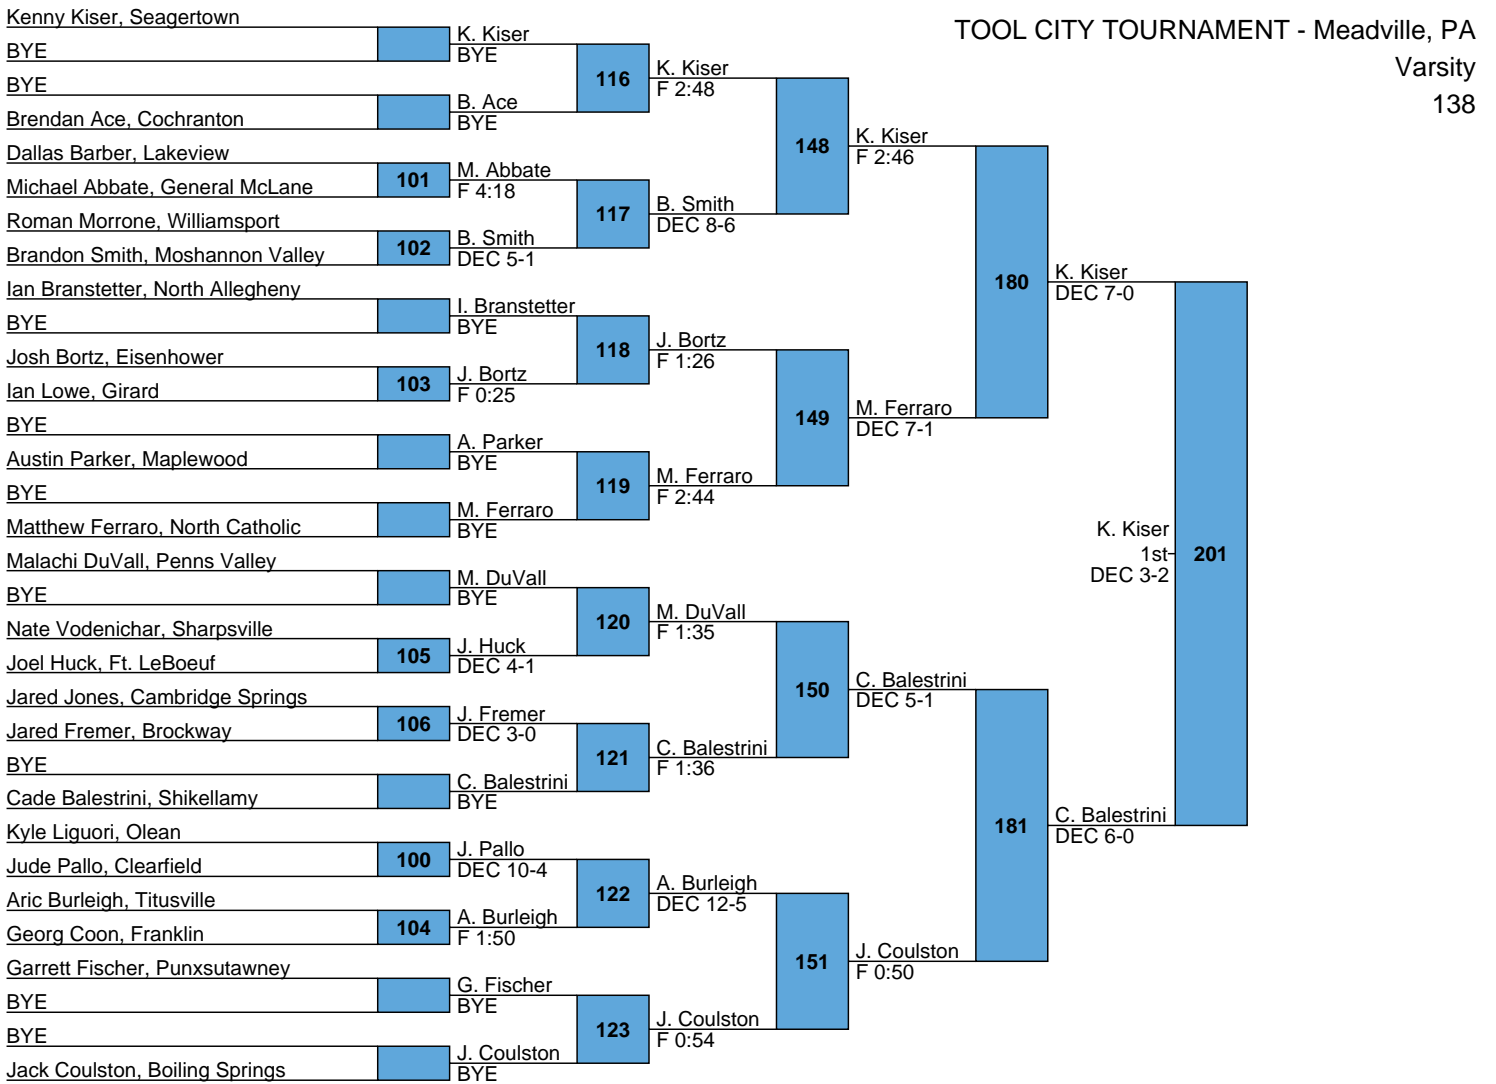 TOOL CITY TOURNAMENT - Meadville, PA
Varsity
138
Kenny Kiser, Seagertown
BYE
BYE
Brendan Ace, Cochranton
Dallas Barber, Lakeview
Michael Abbate, General McLane
Roman Morrone, Williamsport
Brandon Smith, Moshannon Valley
Ian Branstetter, North Allegheny
BYE
Josh Bortz, Eisenhower
Ian Lowe, Girard
BYE
Austin Parker, Maplewood
BYE
Matthew Ferraro, North Catholic
Malachi DuVall, Penns Valley
BYE
Nate Vodenichar, Sharpsville
Joel Huck, Ft. LeBoeuf
Jared Jones, Cambridge Springs
Jared Fremer, Brockway
BYE
Cade Balestrini, Shikellamy
Kyle Liguori, Olean
Jude Pallo, Clearfield
Aric Burleigh, Titusville
Georg Coon, Franklin
Garrett Fischer, Punxsutawney
BYE
BYE
Jack Coulston, Boiling Springs
101
102
103
105
106
100
104
K. Kiser
BYE
B. Ace
BYE
M. Abbate
F 4:18
B. Smith
DEC 5-1
I. Branstetter
BYE
J. Bortz
F 0:25
A. Parker
BYE
M. Ferraro
BYE
M. DuVall
BYE
J. Huck
DEC 4-1
J. Fremer
DEC 3-0
C. Balestrini
BYE
J. Pallo
DEC 10-4
A. Burleigh
F 1:50
G. Fischer
BYE
J. Coulston
BYE
116
117
118
119
120
121
122
123
K. Kiser
F 2:48
B. Smith
DEC 8-6
J. Bortz
F 1:26
M. Ferraro
F 2:44
M. DuVall
F 1:35
C. Balestrini
F 1:36
A. Burleigh
DEC 12-5
J. Coulston
F 0:54
148
149
150
151
K. Kiser
F 2:46
M. Ferraro
DEC 7-1
C. Balestrini
DEC 5-1
J. Coulston
F 0:50
180
181
K. Kiser
DEC 7-0
C. Balestrini
DEC 6-0
K. Kiser
1st
DEC 3-2
201